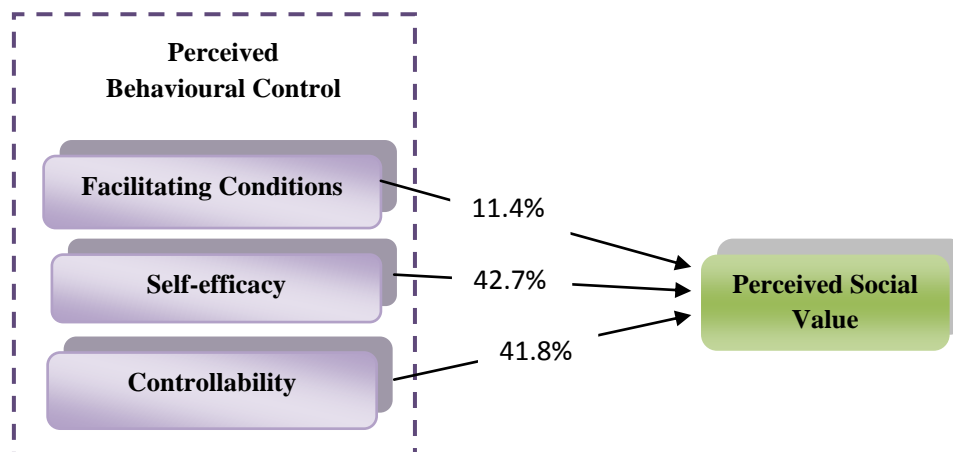 Perceived
Behavioural Control
Facilitating Conditions
11.4%
Self-efficacy
42.7%
Perceived Social
Value
Controllability
41.8%